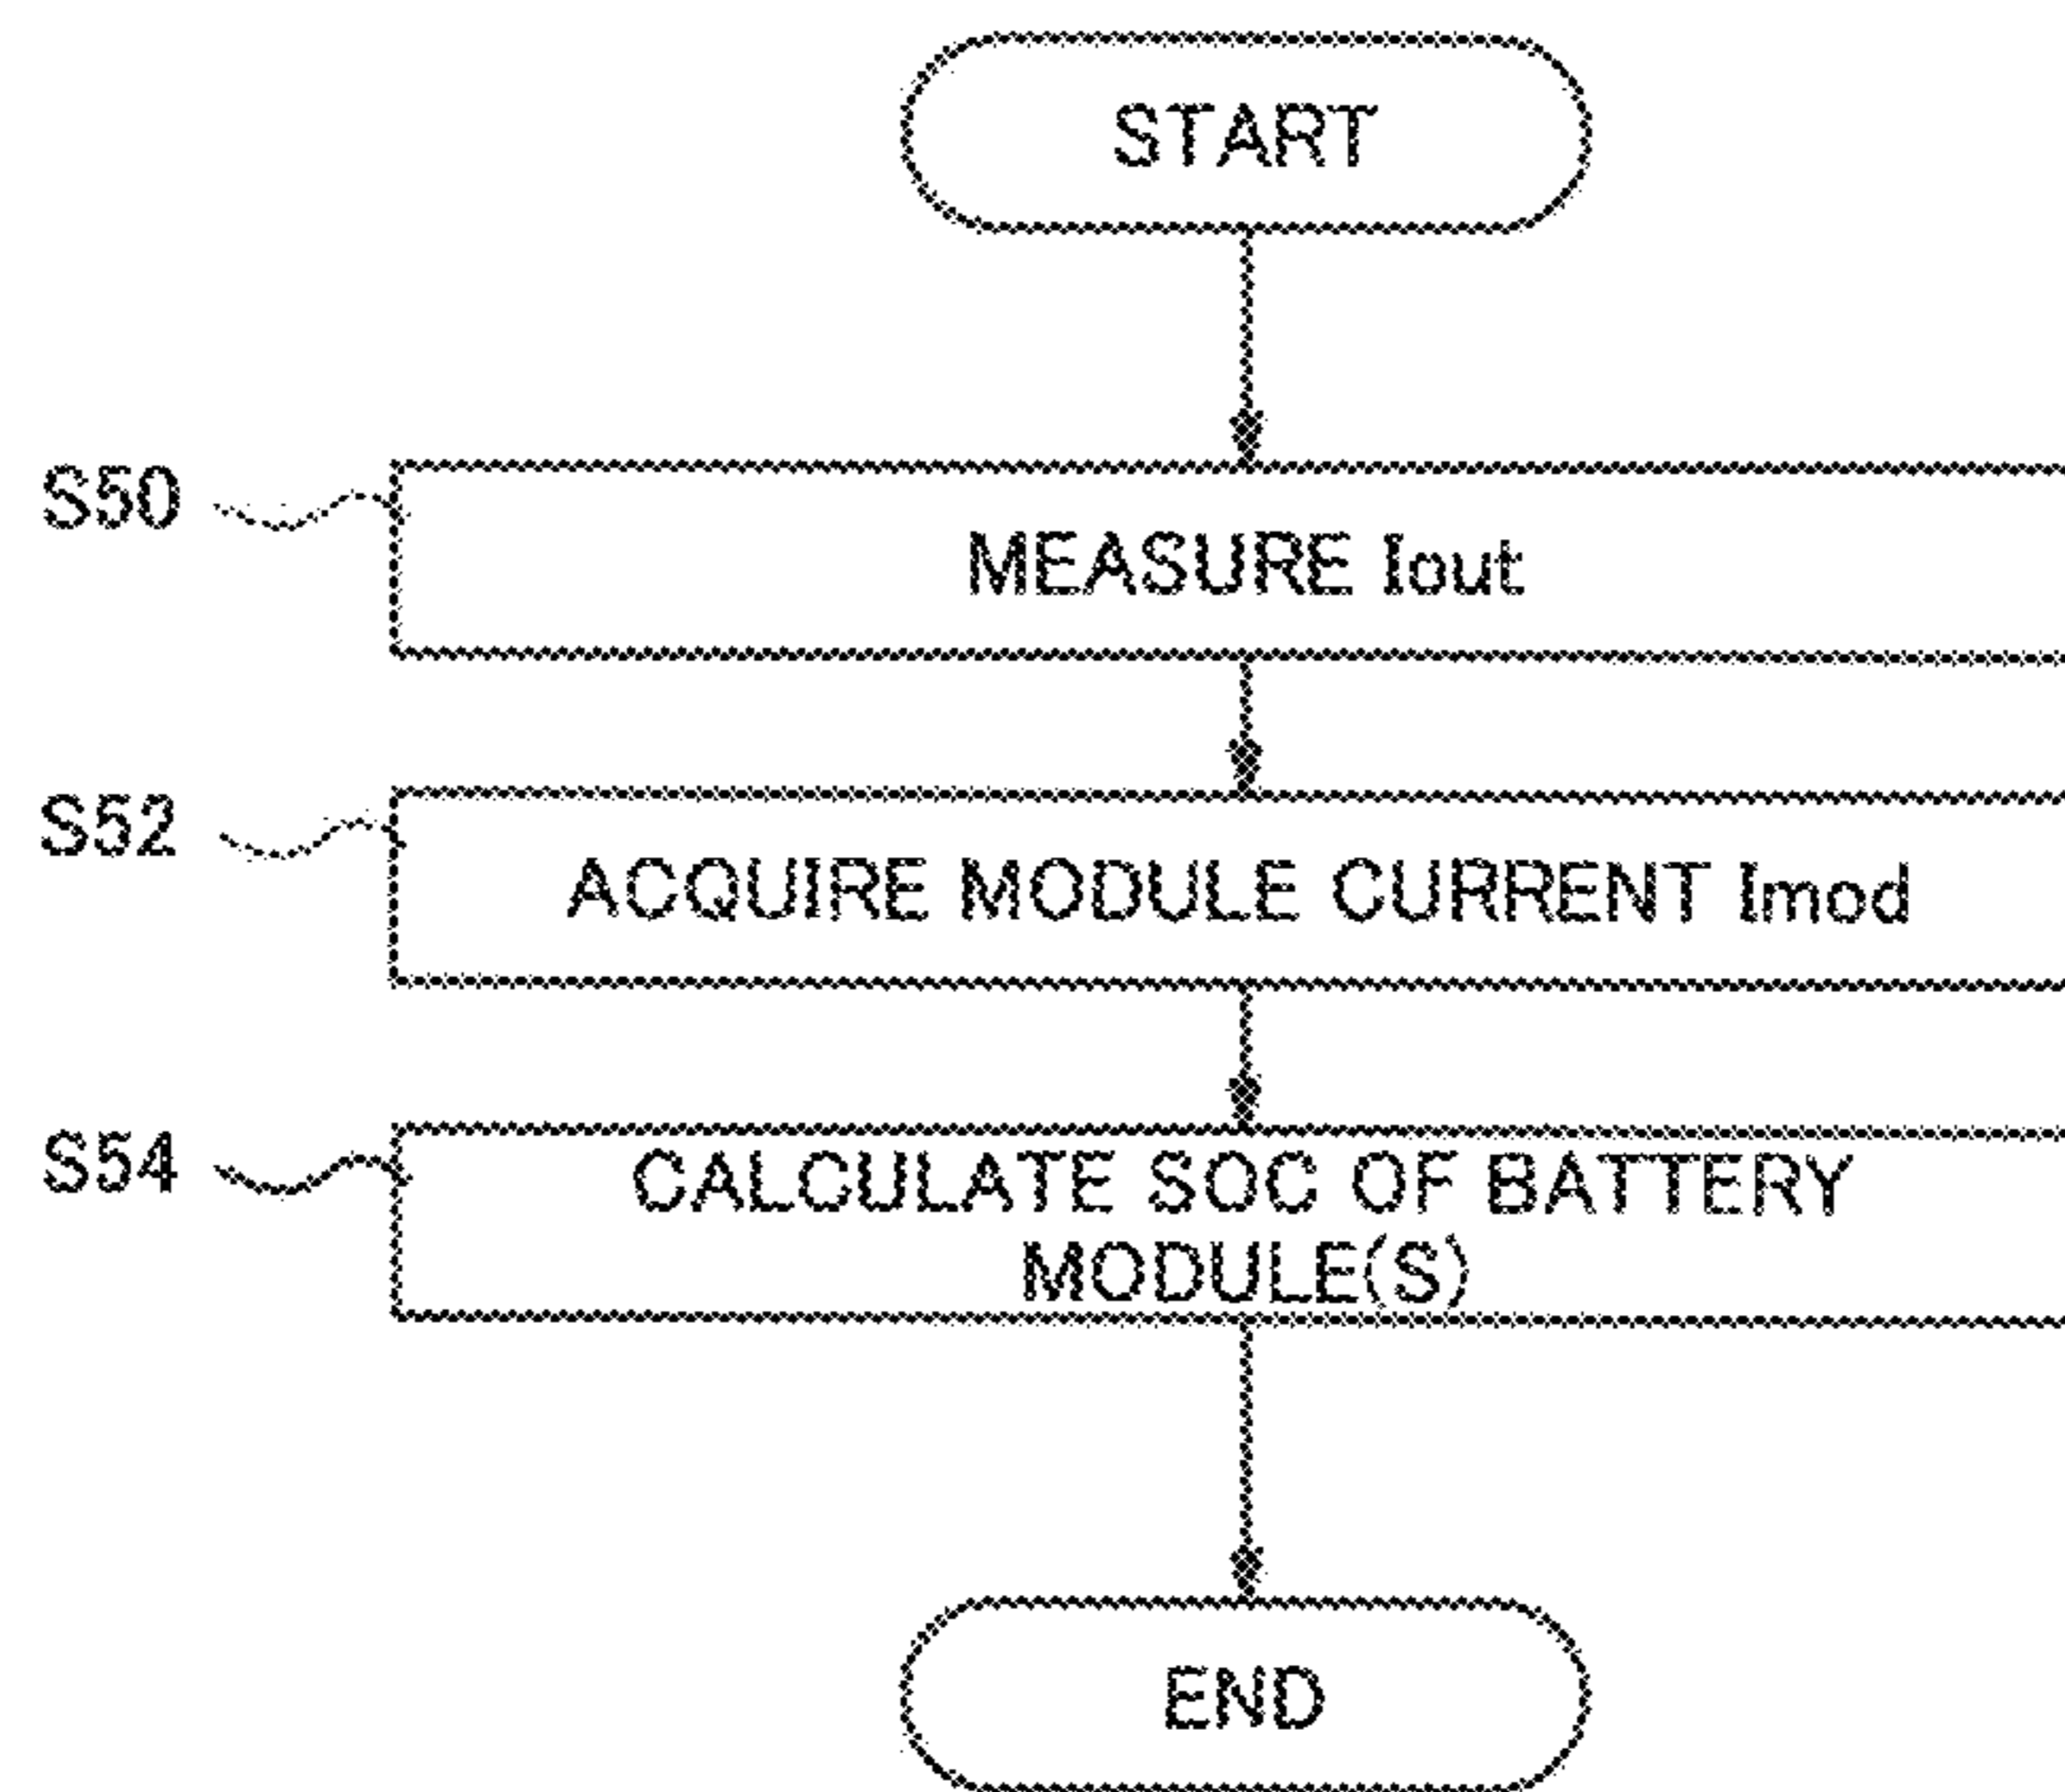 START
S50
MEASURE Iout
S52
ACQUIRE MODULE CURRENT Imod
S54
CALCULATE SOC OF BATTERY
MODULE(S)
END